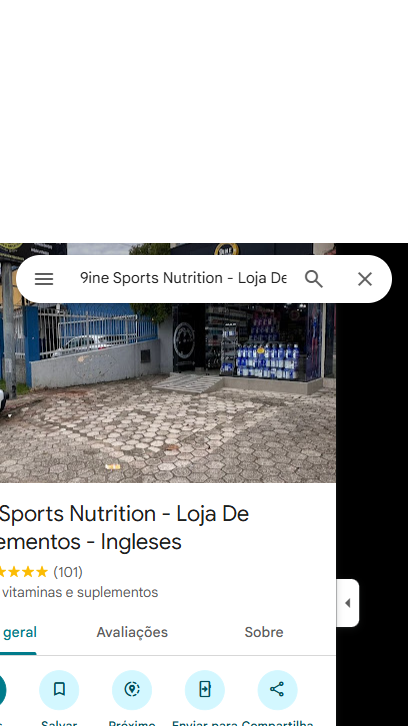 9ine Sports Nutrition - Loja De
Sports Nutrition - Loja De
ementos - Ingleses
(101)
vitaminas e suplementos
geral
Avaliações
Sobre
Salvar
Próximo
Enviar para
Compartilha